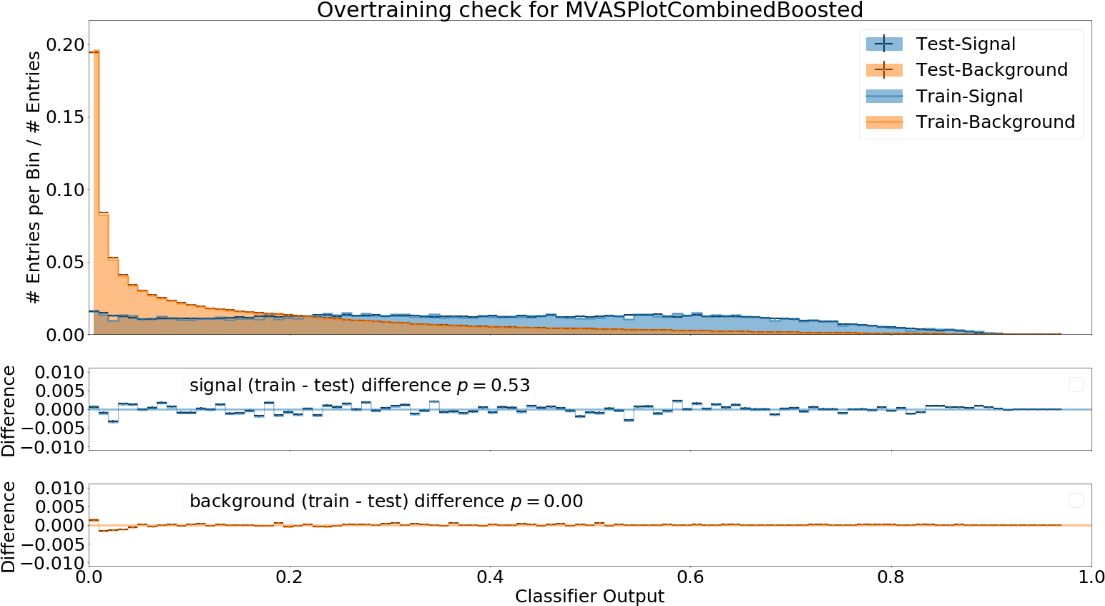 Overtraining check for MVASPlotCombinedBoosted
# Entries per Bin / # Entries
0.20
0.15
0.10
0.05
0.00
Test-Signal
Test-Background
Train-Signal
Train-Background
Difference
0.010
0.005
0.000
−0.005
−0.010
signal (train - test) difference p = 0.53
Difference
0.010
0.005
0.000
−0.005
−0.010
background (train - test) difference p = 0.00
0.0 0.2 0.4 0.6 0.8 1.0
Classifier Output